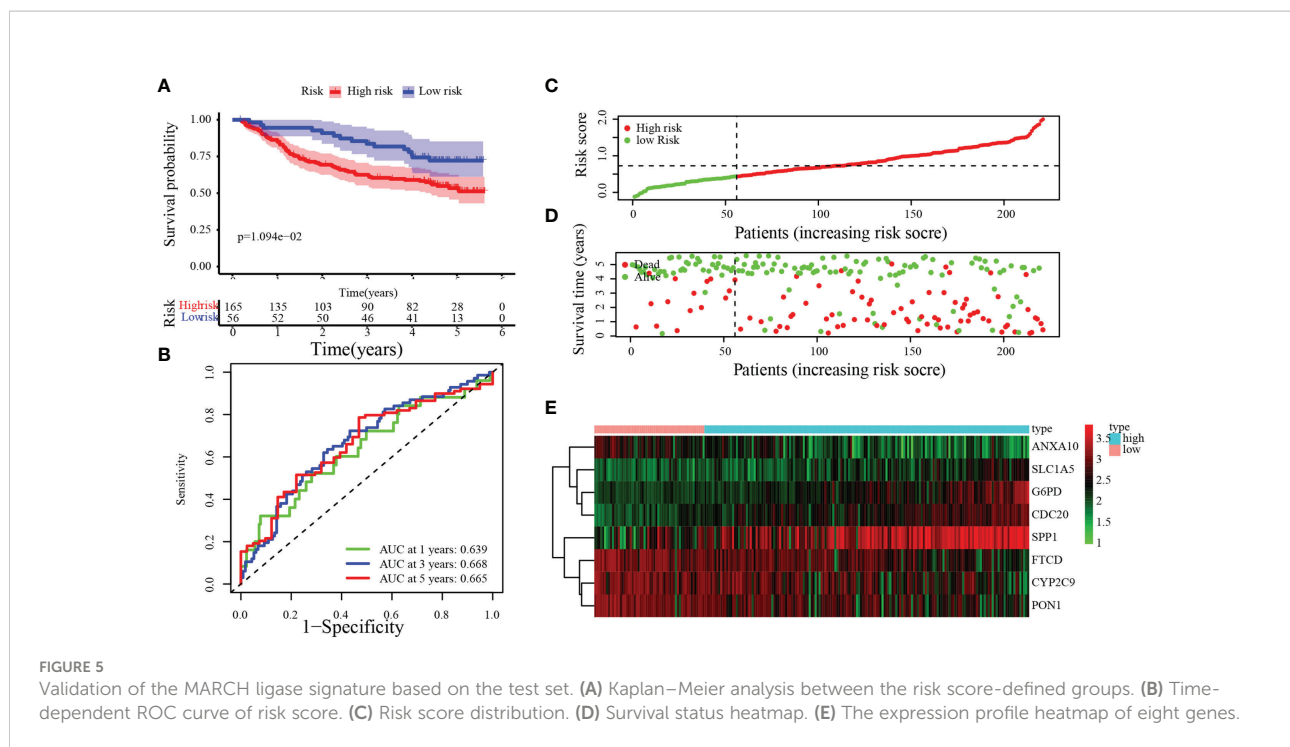 A
Risk High risk Low risk
Survival probability
1.00
0.75
0.50
0.25
0.00
p=1.094e−02
0 1 2 3 4 5 6
Time(years)
Risk
Highrisk 165 135 103 90 82 28 0
Lowrisk 56 52 50 46 41 13 0
0 1 2 3 4 5 6
Time(years)
B
Sensitivity
1.0
0.8
0.6
0.4
0.2
0.0
AUC at 1 years: 0.639
AUC at 3 years: 0.668
AUC at 5 years: 0.665
0.0 0.2 0.4 0.6 0.8 1.0
1−Specificity
C
Risk score
2.0
1.0
0.0
High risk
low Risk
0 50 100 150 200
Patients (increasing risk socre)
D
Survival time (years)
5
4
3
2
1
0
Dead
Alive
0 50 100 150 200
Patients (increasing risk socre)
E
type
ANXA10
SLC1A5
G6PD
CDC20
SPP1
FTCD
CYP2C9
PON1
3.5
3
2.5
2
1.5
1
type
high
low
FIGURE 5
Validation of the MARCH ligase signature based on the test set. (A) Kaplan–Meier analysis between the risk score-defined groups. (B) Time-
dependent ROC curve of risk score. (C) Risk score distribution. (D) Survival status heatmap. (E) The expression profile heatmap of eight genes.